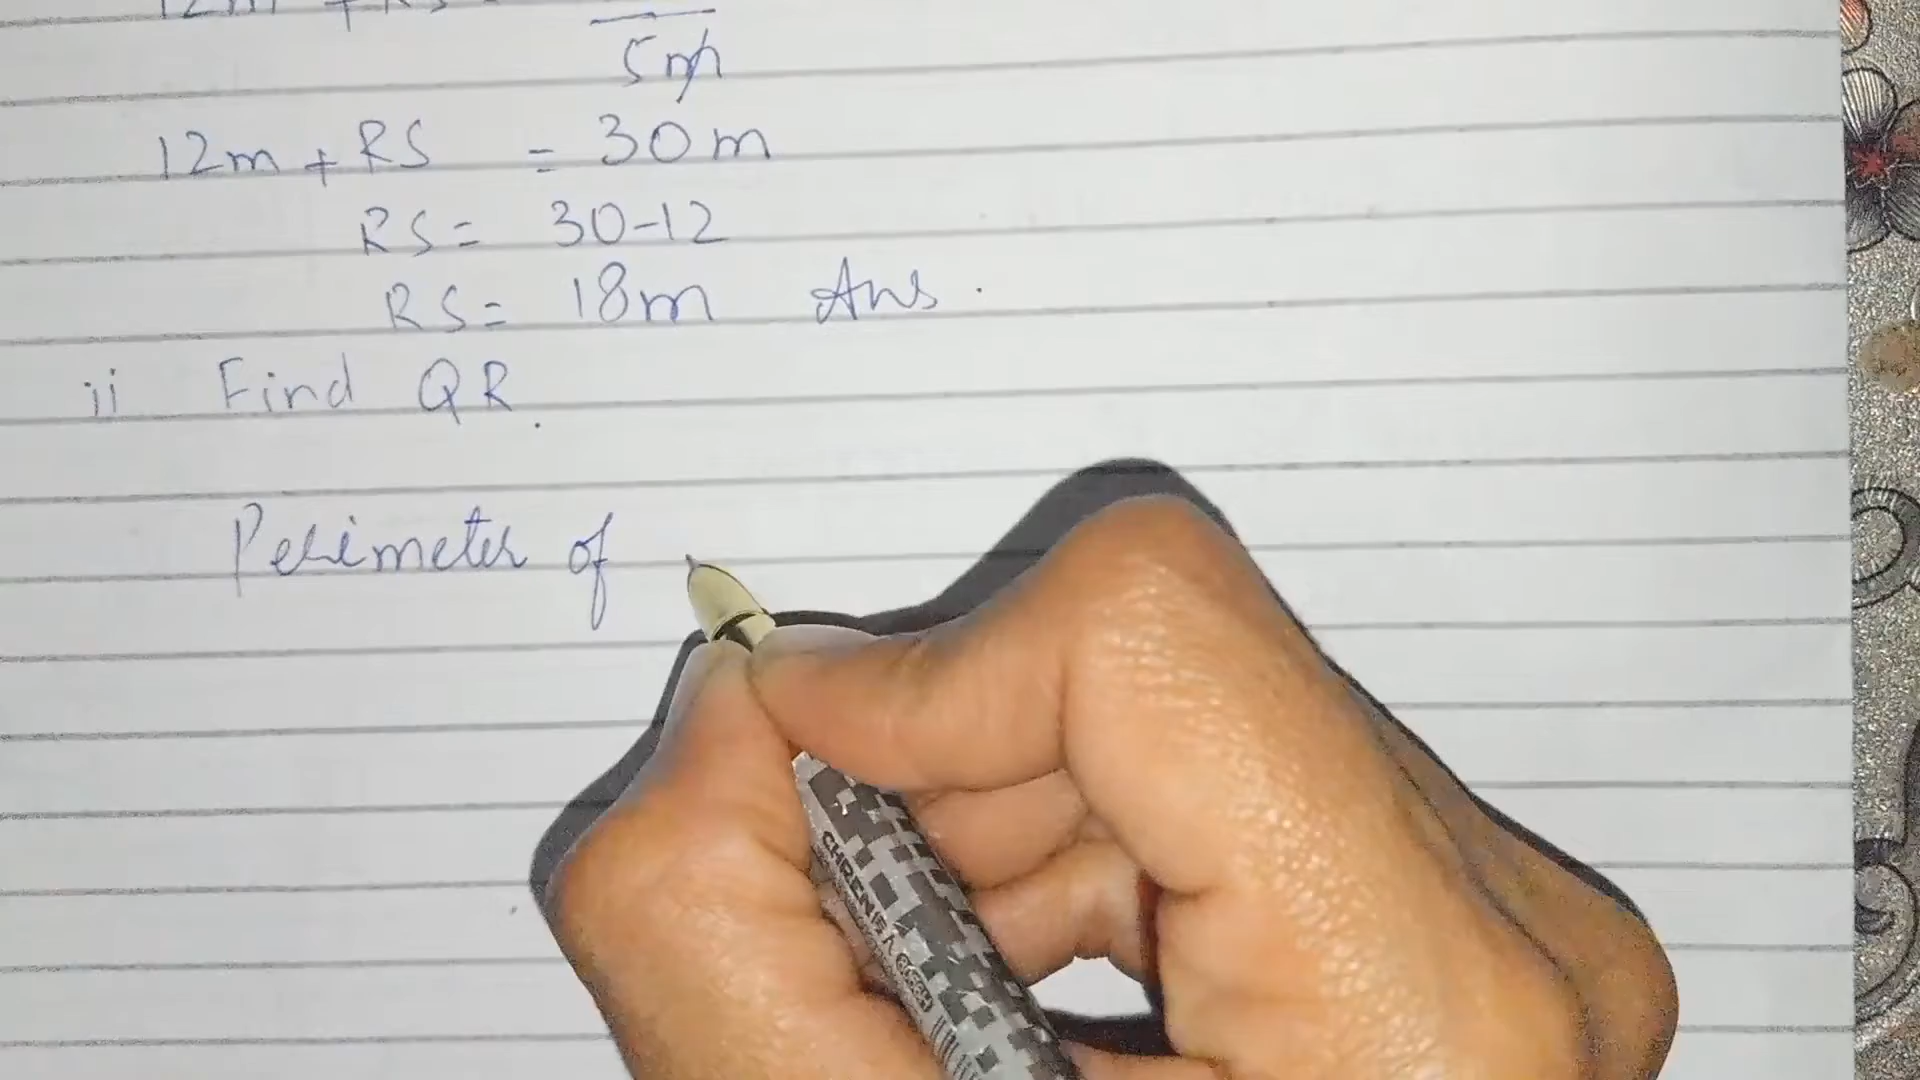 5m
12m + RS = 30m
RS = 30-12
RS = 18m Ans.
ii Find QR.
Perimeter of